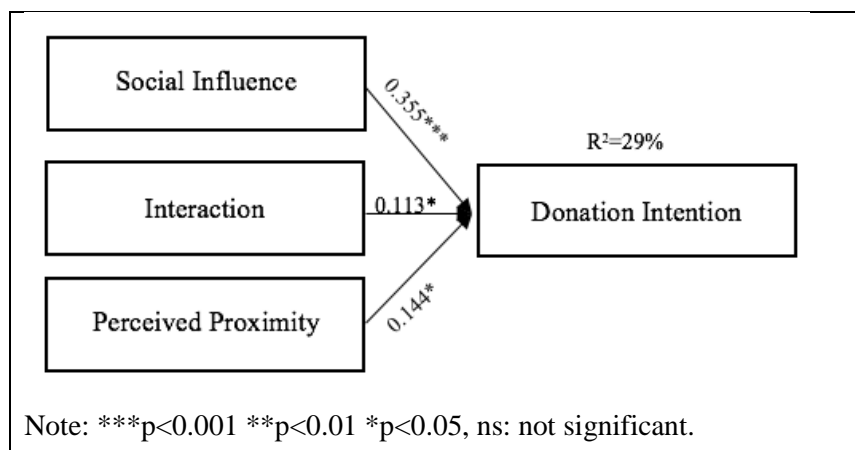 Social Influence
0.355***
R²=29%
Interaction
0.113*
Donation Intention
Perceived Proximity
0.144*
Note: ***p<0.001 **p<0.01 *p<0.05, ns: not significant.